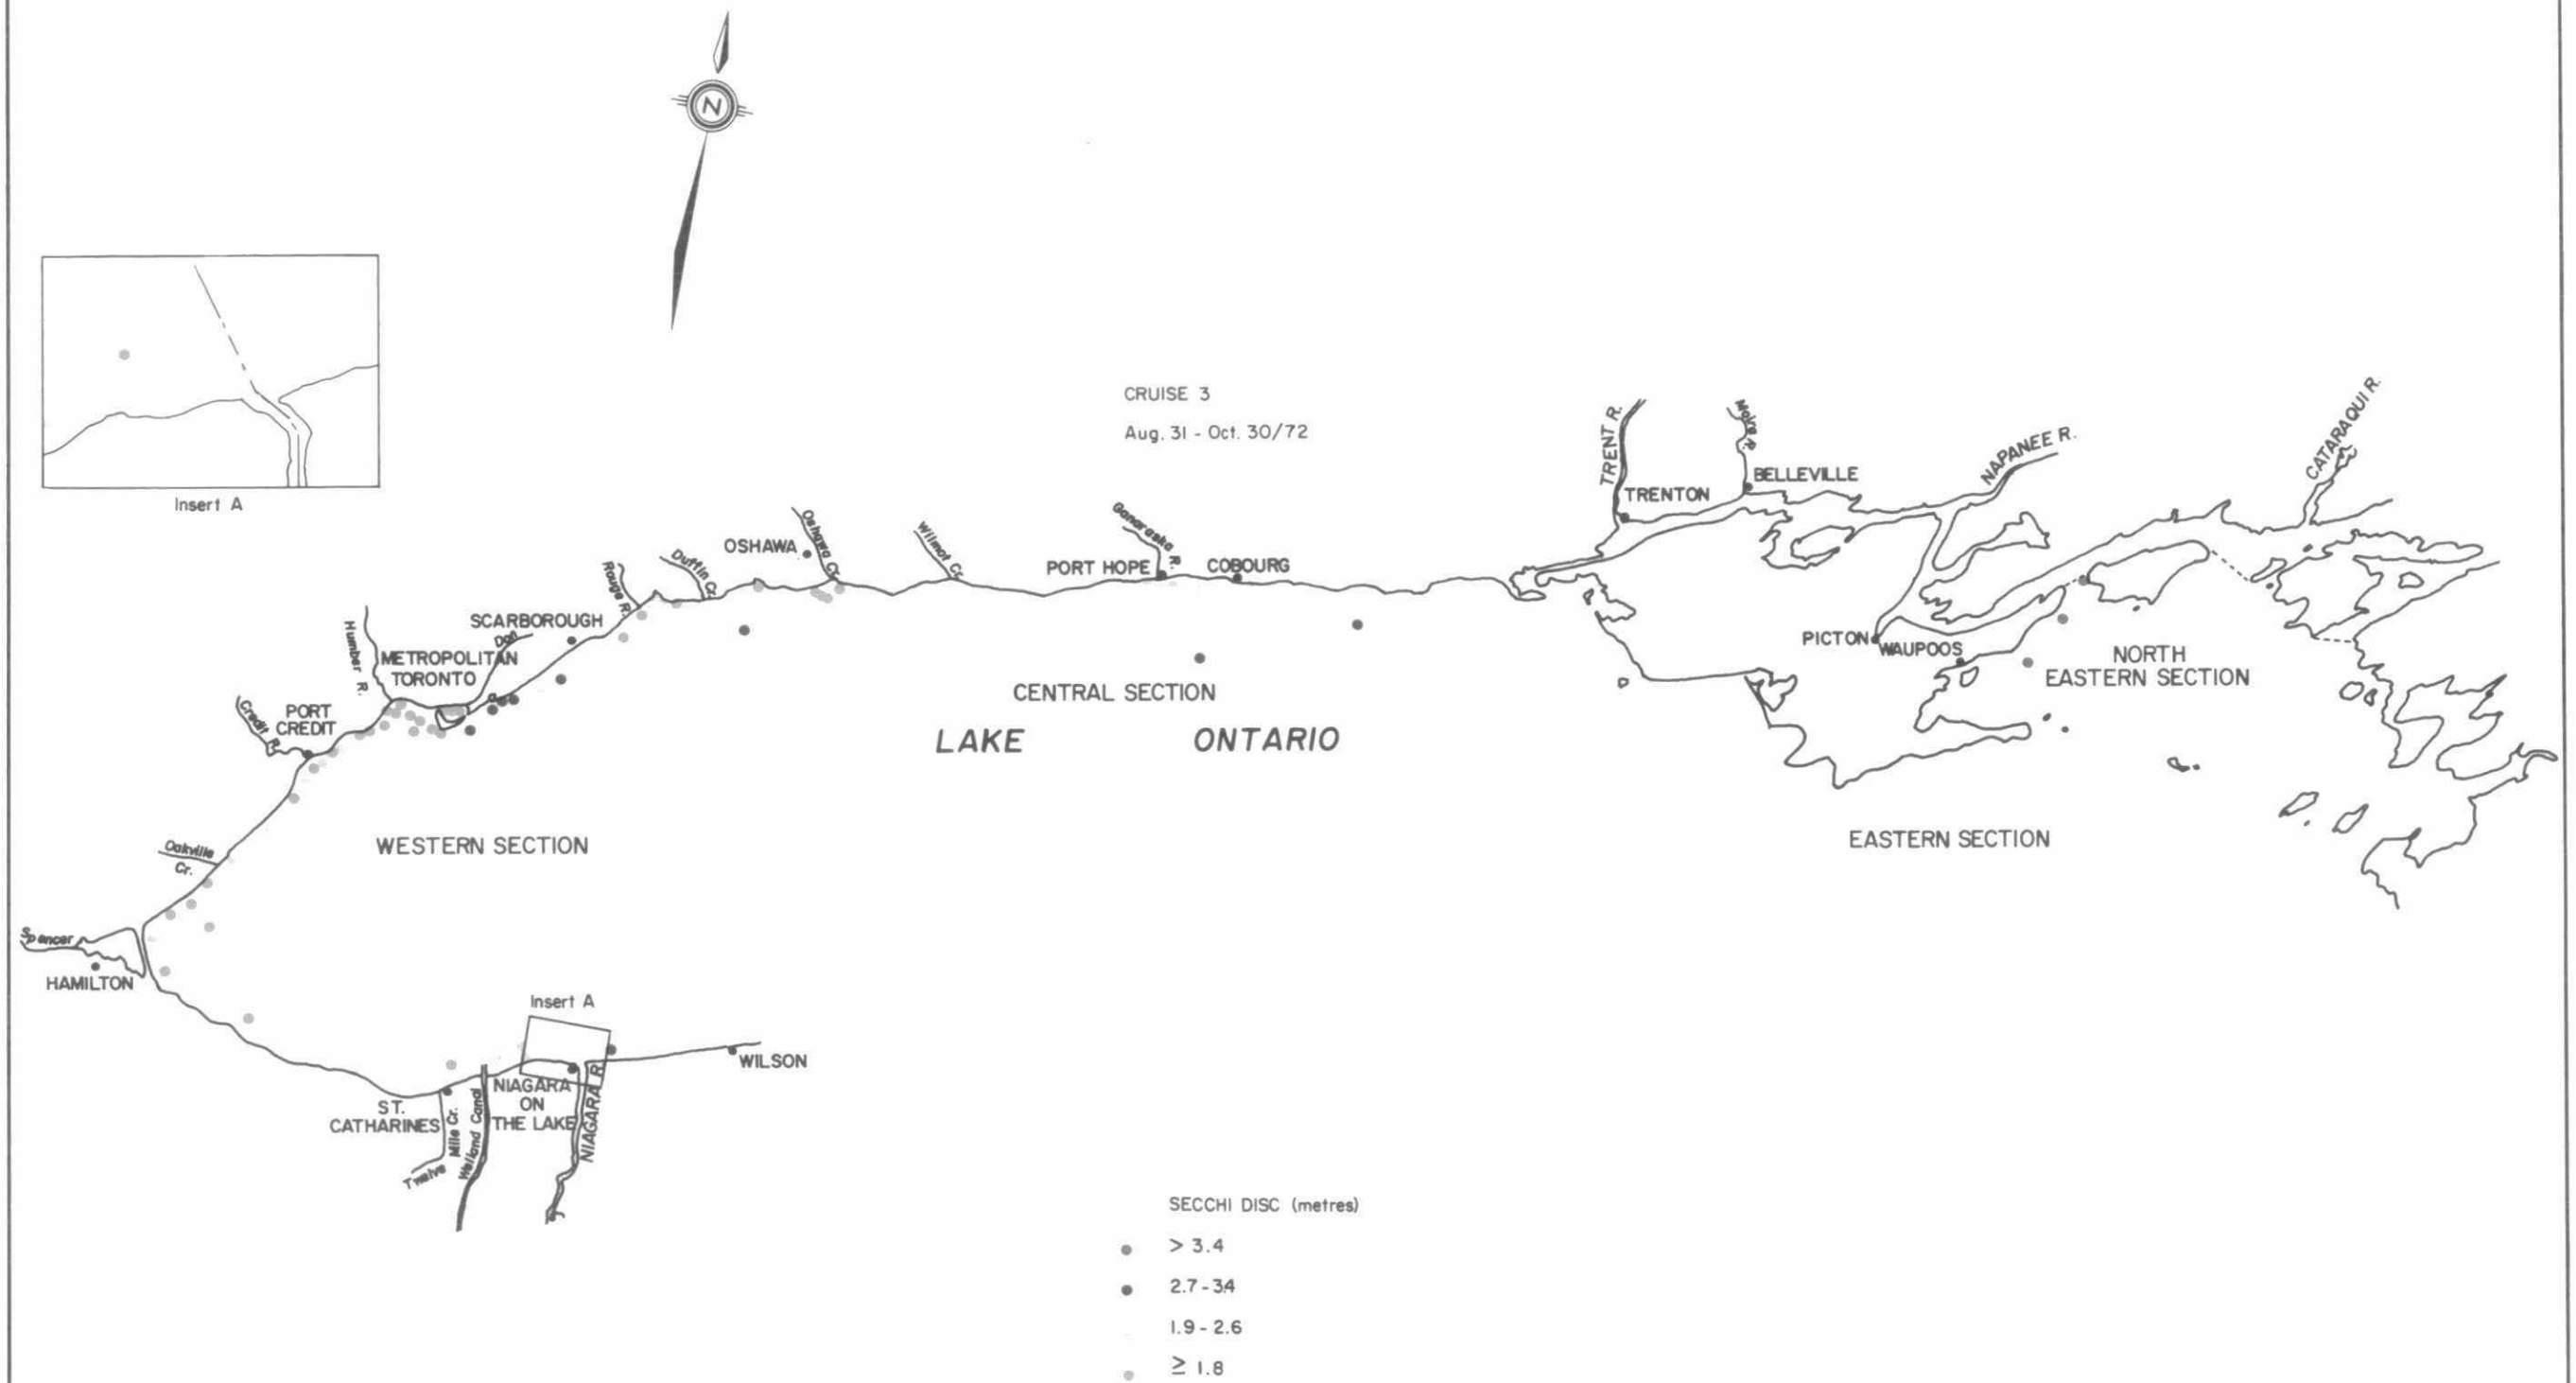 N
Insert A
CRUISE 3
Aug. 31 - Oct. 30/72
TRENT R.
Moira R.
BELLEVILLE
TRENTON
NAPANEE R.
CATARAQUI R.
Ganaraska R.
Wilmot Cr.
Oshawa Cr.
OSHAWA
PORT HOPE
COBOURG
Duffin Cr.
Rouge R.
SCARBOROUGH
Don
Humber R.
METROPOLITAN
TORONTO
PICTON
WAUPOOS
NORTH
EASTERN SECTION
CENTRAL SECTION
Credit R.
PORT
CREDIT
LAKE ONTARIO
WESTERN SECTION
EASTERN SECTION
Oakville
Cr.
Spencer
HAMILTON
Insert A
WILSON
NIAGARA
ON
THE LAKE
NIAGARA R.
ST.
CATHARINES
Twelve Mile Cr.
Welland Canal
SECCHI DISC (metres)
> 3.4
2.7-34
1.9-2.6
≥ 1.8